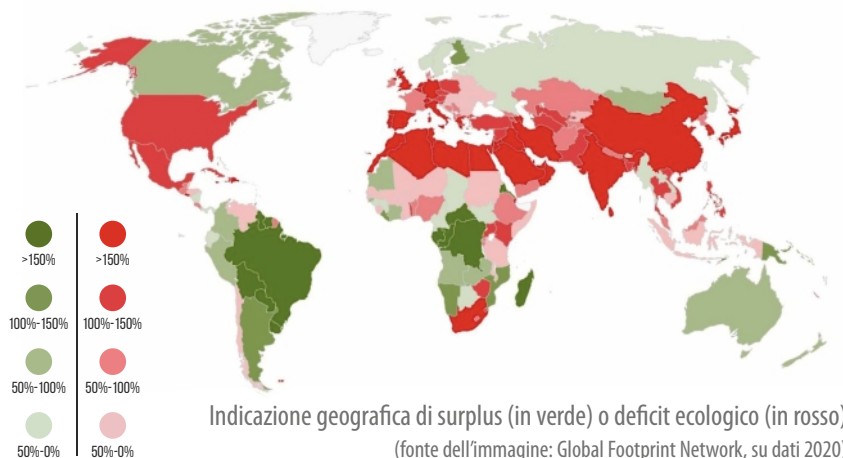 >150% >150%
100%-150% 100%-150%
50%-100% 50%-100%
50%-0% 50%-0%
Indicazione geografica di surplus (in verde) o deficit ecologico (in rosso)
(fonte dell'immagine: Global Footprint Network, su dati 2020)